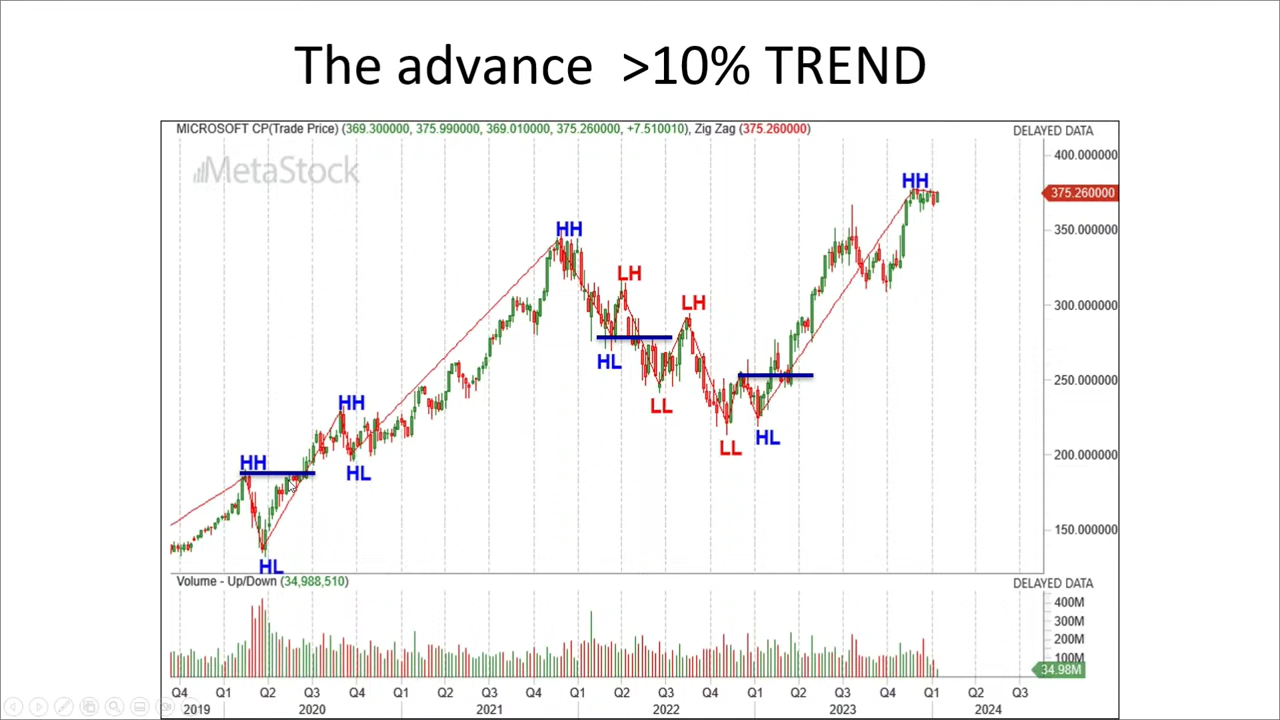 The advance >10% TREND
MICROSOFT CP(Trade Price) (369.300000, 375.990000, 369.010000, 375.260000, +7.510010), Zig Zag (375.260000)
DELAYED DATA
MetaStock
400.000000
HH
375.260000
350.000000
HH
LH
LH
300.000000
HL
250.000000
HH
LL
HL
LL
HH
HL
200.000000
150.000000
HL
Volume - Up/Down (34,988,510)
DELAYED DATA
400M
300M
200M
100M
34.98M
Q4 Q1 Q2 Q3 Q4 Q1 Q2 Q3 Q4 Q1 Q2 Q3 Q4 Q1 Q2 Q3 Q4 Q1 Q2 Q3
2019 2020 2021 2022 2023 2024